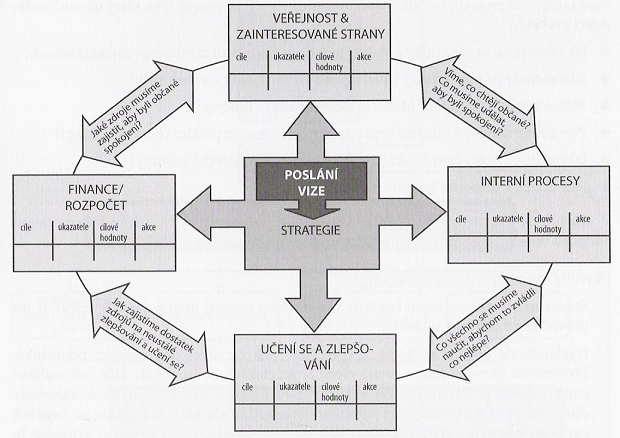 VEŘEJNOST &
ZAINTERESOVANÉ STRANY
cíle ukazatele cílové akce
hodnoty
Jaké zdroje musíme
zajistit, aby byli občané
spokojeni?
Víme, co chtějí občané?
Co musíme udělat,
aby byli spokojeni?
FINANCE/
ROZPOČET
cíle ukazatele cílové akce
hodnoty
POSLÁNÍ
VIZE
STRATEGIE
INTERNÍ PROCESY
cíle ukazatele cílové akce
hodnoty
Jak zajistíme dostatek
zdrojů na neustálé
zlepšování a učení se?
Co všechno se musíme
naučit, abychom to zvládli
co nejlépe?
UČENÍ SE A ZLEPŠO-
VÁNÍ
cíle ukazatele cílové akce
hodnoty